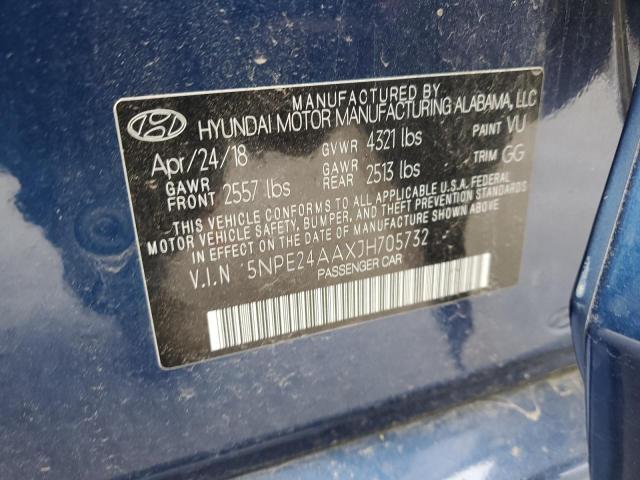 MANUFACTURED BY
HYUNDAI MOTOR MANUFACTURING ALABAMA, LLC
Apr/24/18 GVWR 4321 lbs PAINT VU
GAWR FRONT 2557 lbs GAWR REAR 2513 lbs TRIM GG
THIS VEHICLE CONFORMS TO ALL APPLICABLE U.S.A. FEDERAL
MOTOR VEHICLE SAFETY, BUMPER, AND THEFT PREVENTION STANDARDS
IN EFFECT ON THE DATE OF MANUFACTURE SHOWN ABOVE.
V.I.N 5NPE24AAXJH705732
PASSENGER CAR